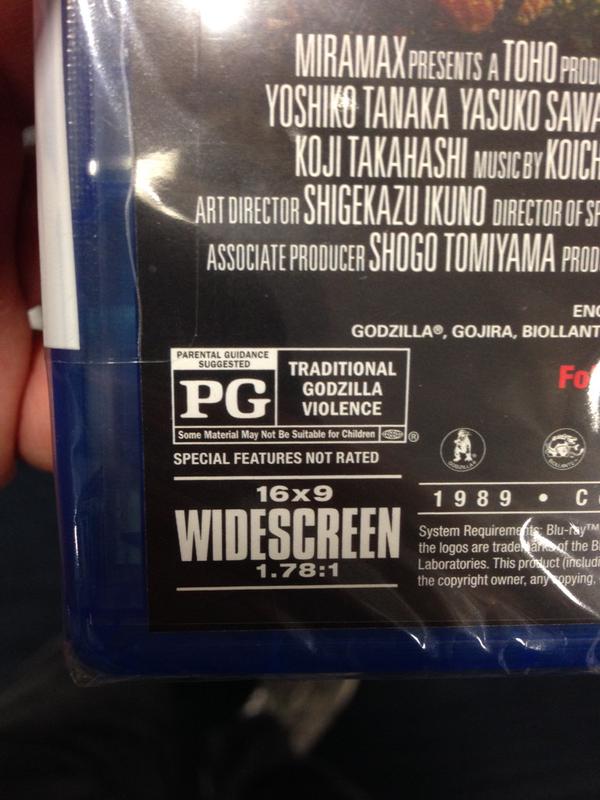 MIRAMAX PRESENTS A TOHO
YOSHIKO TANAKA YASUKO
KOJI TAKAHASHI MUSIC BY
ART DIRECTOR SHIGEKAZU IKUNO DIRECTOR OF
ASSOCIATE PRODUCER SHOGO TOMIYAMA
GODZILLA®, GOJIRA,
PARENTAL GUIDANCE
SUGGESTED
PG
TRADITIONAL
GODZILLA
VIOLENCE
Some Material May Not Be Suitable for Children
®
SPECIAL FEATURES NOT RATED
16x9
WIDESCREEN
1.78:1
GODZILLA
1989 •
System Requirements: Blu-ray™
the logos are trademarks of the
Laboratories. This product
the copyright owner, any copying,